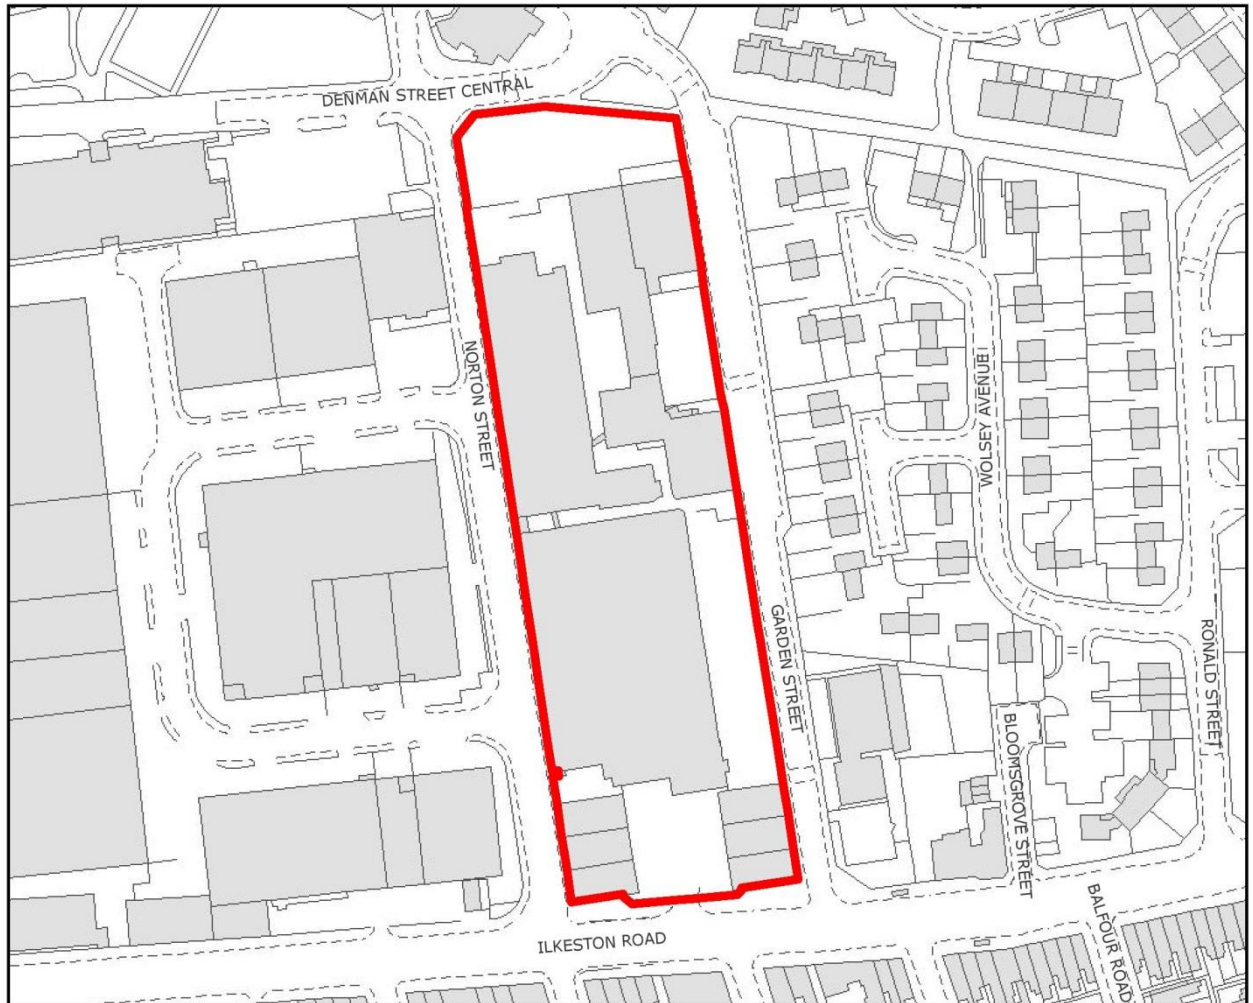 DENMAN STREET CENTRAL
NORTON STREET
WOLSEY AVENUE
GARDEN STREET
RONALD STREET
BLOOMSGROVE STREET
BALFOUR ROAD
ILKESTON ROAD